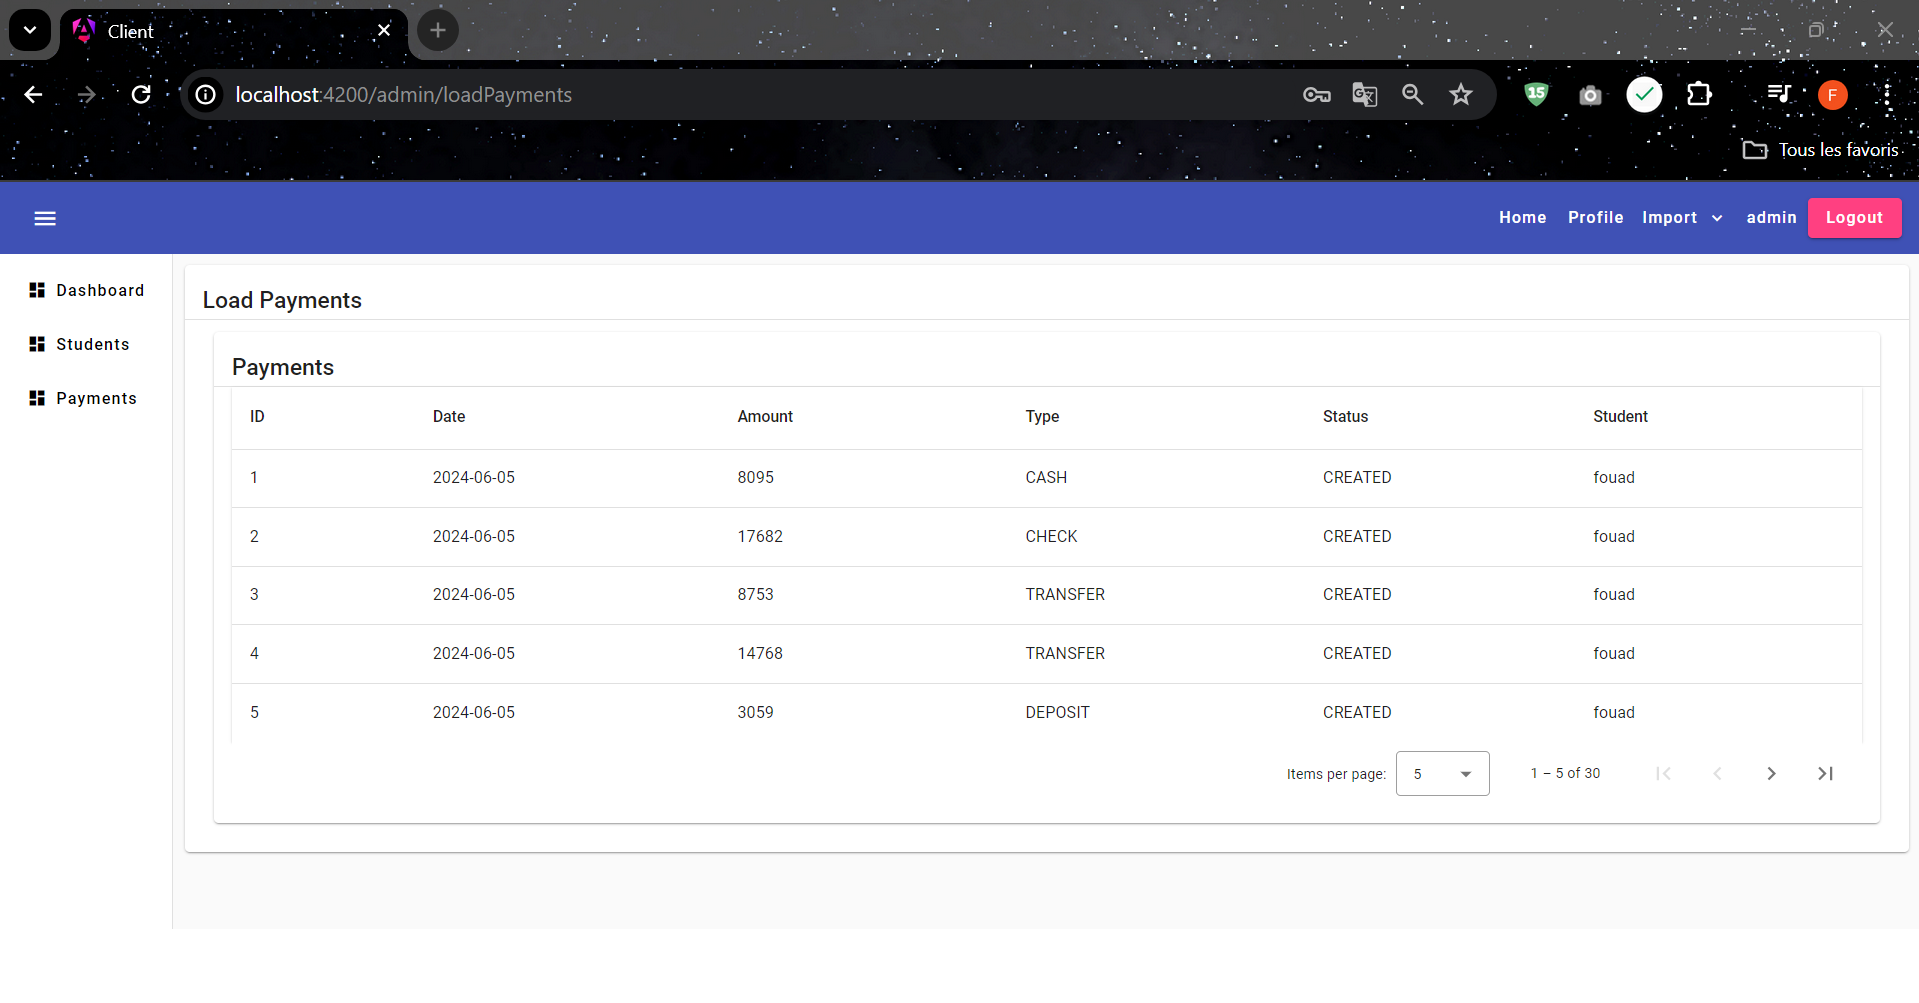 Client
localhost:4200/admin/loadPayments
15
F
Tous les favoris
Home Profile Import admin Logout
Dashboard
Students
Payments
Load Payments
Payments
ID Date Amount Type Status Student
1 2024-06-05 8095 CASH CREATED fouad
2 2024-06-05 17682 CHECK CREATED fouad
3 2024-06-05 8753 TRANSFER CREATED fouad
4 2024-06-05 14768 TRANSFER CREATED fouad
5 2024-06-05 3059 DEPOSIT CREATED fouad
Items per page: 5 1 – 5 of 30